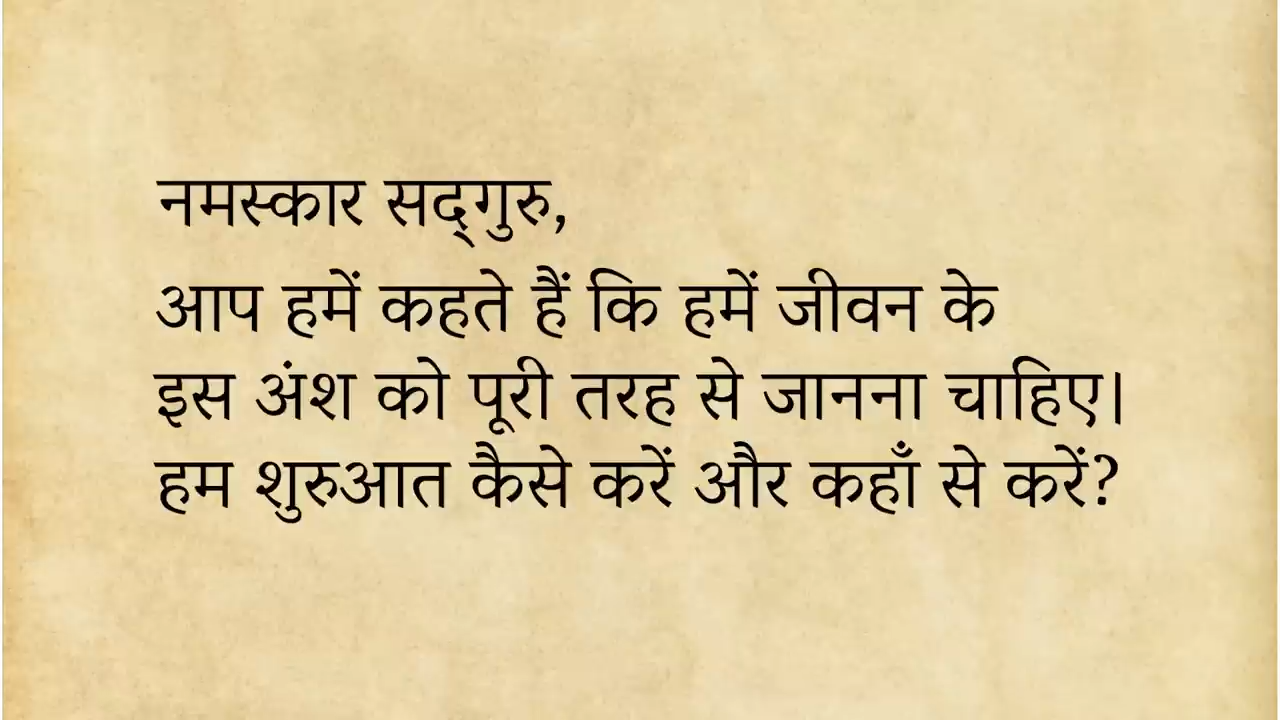 नमस्कार सद्‌गुरु,
आप हमें कहते हैं कि हमें जीवन के
इस अंश को पूरी तरह से जानना चाहिए।
हम शुरुआत कैसे करें और कहाँ से करें?